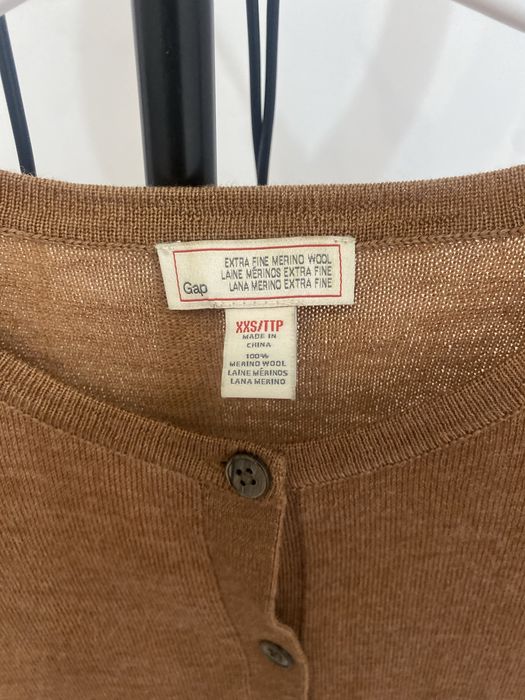 EXTRA FINE MERINO WOOL
LAINE MÉRINOS EXTRA FINE
LANA MERINO EXTRA FINE
Gap
XXS/TTP
MADE IN
CHINA
100%
MERINO WOOL
LAINE MÉRINOS
LANA MERINO